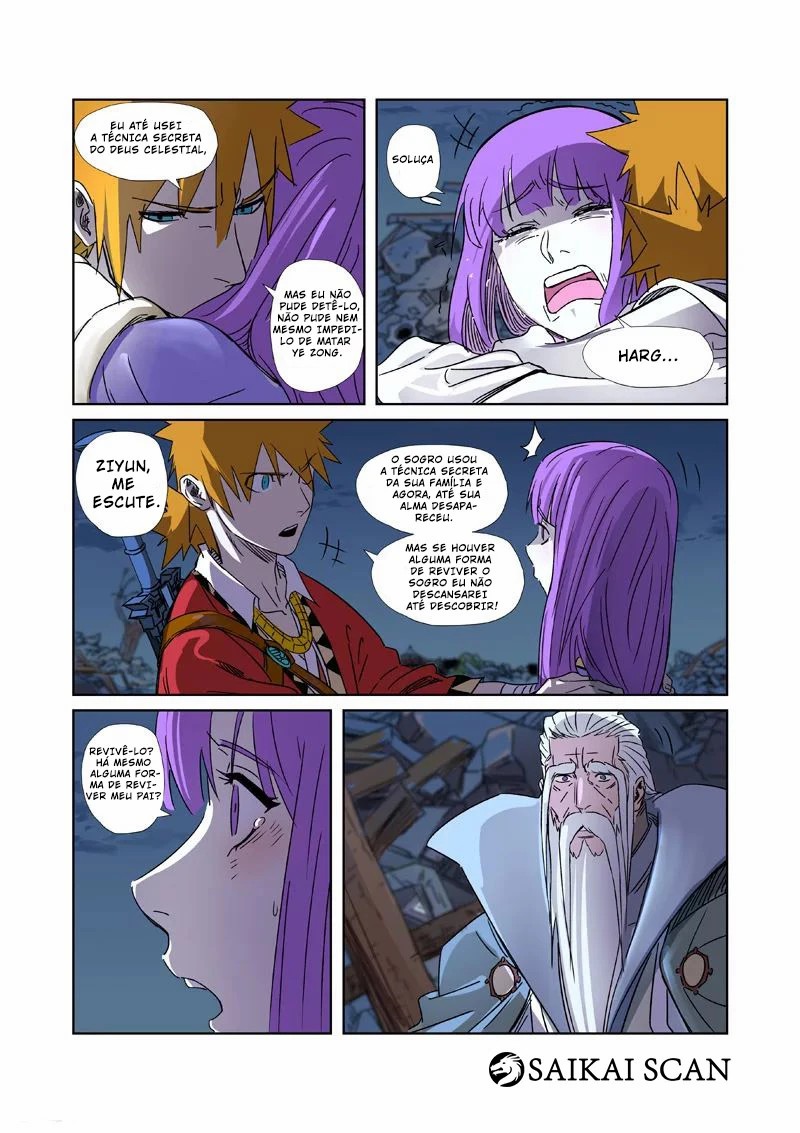 EU ATÉ USEI
A TÉCNICA SECRETA
DO DEUS CELESTIAL,
MAS EU NÃO
PUDE DETÊ-LO,
NÃO PUDE NEM
MESMO IMPEDI-
LO DE MATAR
YE ZONG.
SOLUÇA
HARG...
ZIYUN,
ME
ESCUTE.
O SOGRO USOU
A TÉCNICA SECRETA
DA SUA FAMÍLIA E
AGORA, ATÉ SUA
ALMA DESAPA-
RECEU.
MAS SE HOUVER
ALGUMA FORMA
DE REVIVER O
SOGRO EU NÃO
DESCANSAREI
ATÉ DESCOBRIR!
REVIVÊ-LO?
HÁ MESMO
ALGUMA FOR-
MA DE REVI-
VER MEU PAI?
SAIKAI SCAN